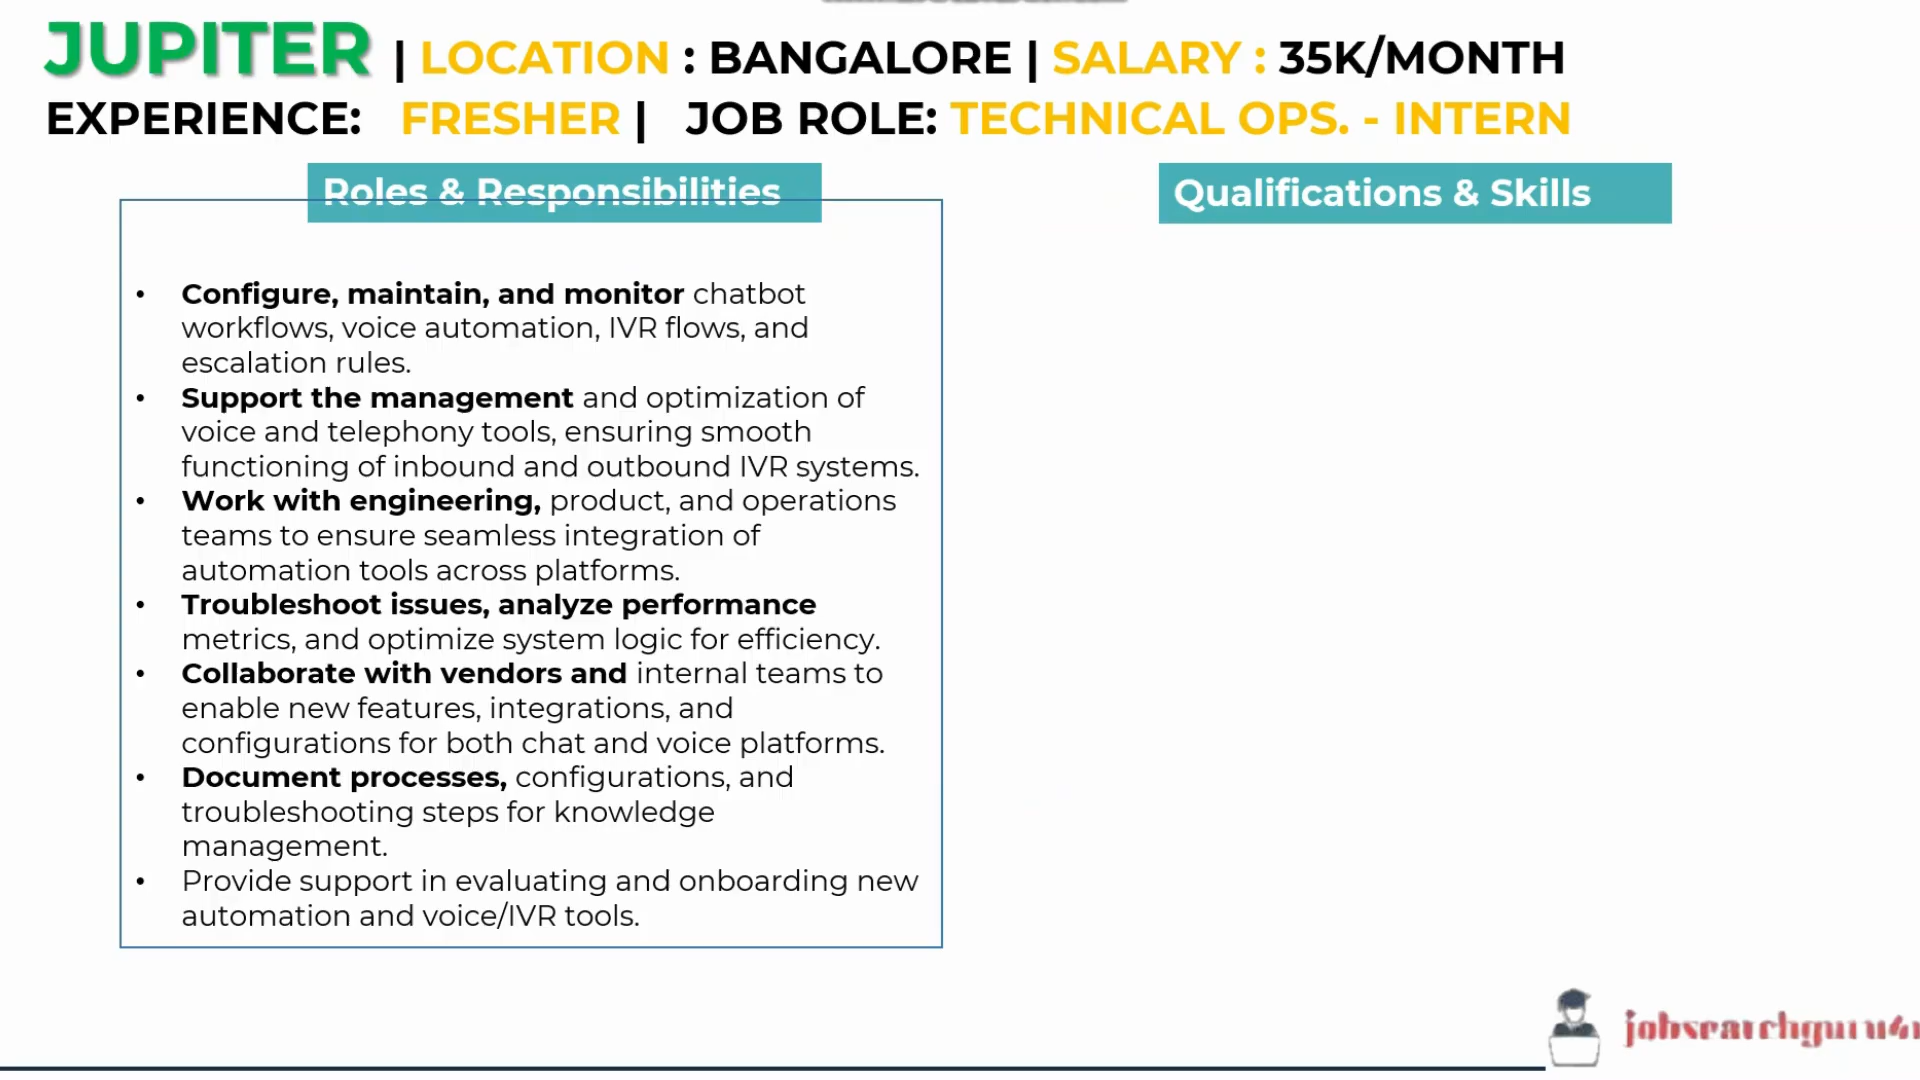 JUPITER | LOCATION : BANGALORE | SALARY : 35K/MONTH
EXPERIENCE: FRESHER | JOB ROLE: TECHNICAL OPS. - INTERN
Roles & Responsibilities
• Configure, maintain, and monitor chatbot
workflows, voice automation, IVR flows, and
escalation rules.
• Support the management and optimization of
voice and telephony tools, ensuring smooth
functioning of inbound and outbound IVR systems.
• Work with engineering, product, and operations
teams to ensure seamless integration of
automation tools across platforms.
• Troubleshoot issues, analyze performance
metrics, and optimize system logic for efficiency.
• Collaborate with vendors and internal teams to
enable new features, integrations, and
configurations for both chat and voice platforms.
• Document processes, configurations, and
troubleshooting steps for knowledge
management.
• Provide support in evaluating and onboarding new
automation and voice/IVR tools.
Qualifications & Skills